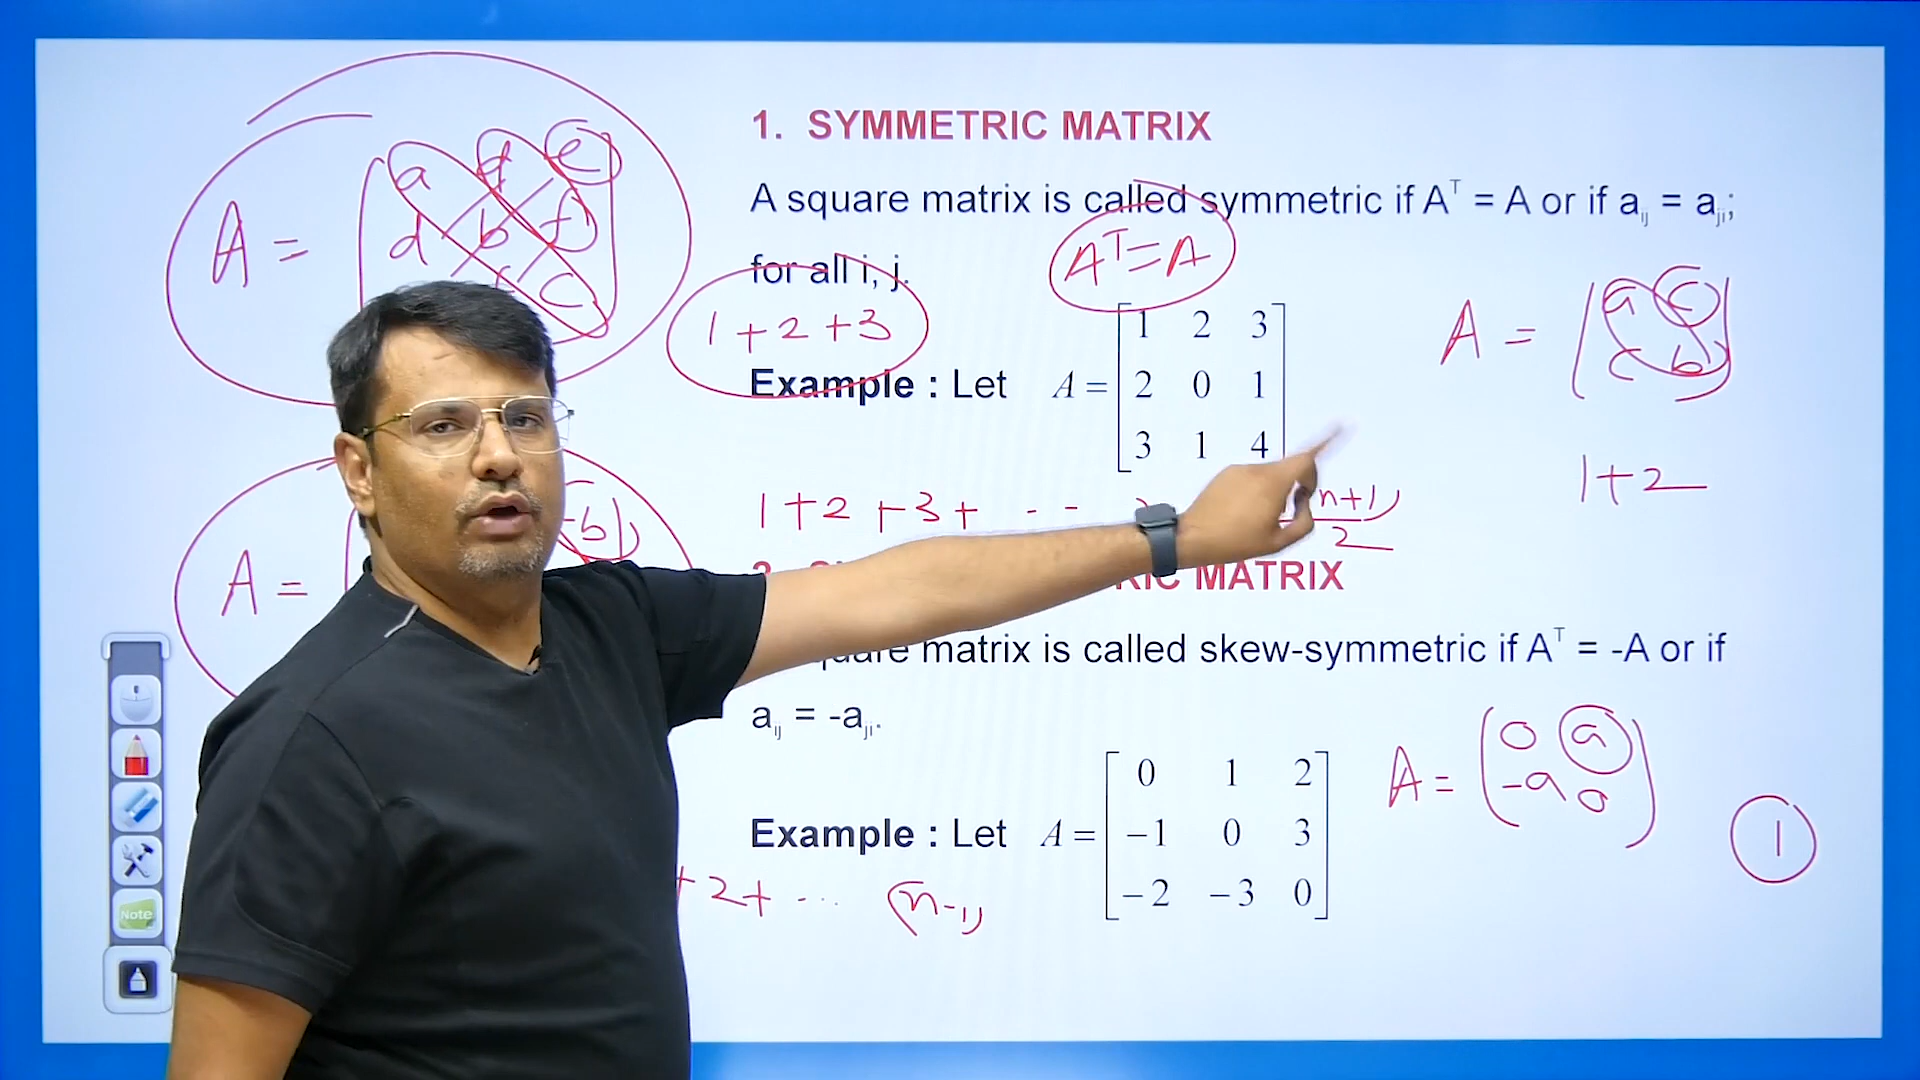 1. SYMMETRIC MATRIX
A square matrix is called symmetric if Aᵀ = A or if aᵢⱼ = aⱼᵢ;
for all i, j.
Aᵀ = A
1 + 2 + 3
Example : Let A =
1 2 3
2 0 1
3 1 4
A =
a d e
d b f
c
A =
a c
c b
1+2
1 + 2 + 3 + - - -
n+1)
2
A =
-b
RIC MATRIX
matrix is called skew-symmetric if Aᵀ = -A or if
aᵢⱼ = -aⱼᵢ.
Example : Let A =
0 1 2
−1 0 3
−2 −3 0
A =
0 a
-a 0
1
+ 2 + ... (n-1)
Note